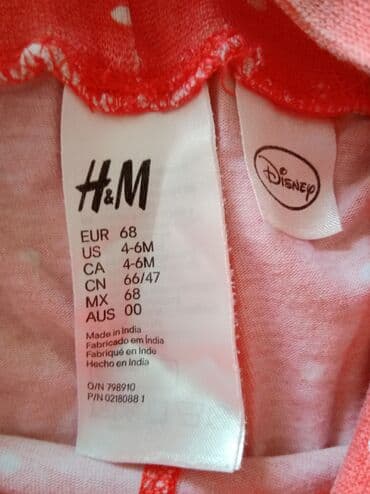 H&M
EUR 68
US 4-6M
CA 4-6M
CN 66/47
MX 68
AUS 00
Made in India
Fabricado em Índia
Fabriqué en Inde
Hecho en India
O/N 798910
P/N 0218088 1
DISNEY